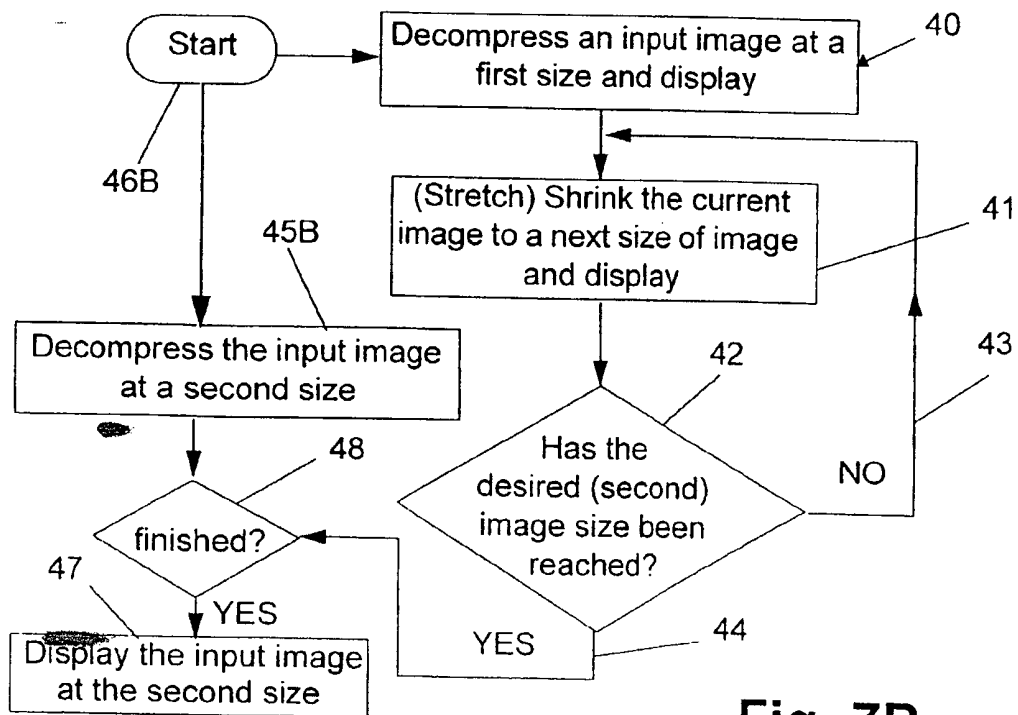 Start
Decompress an input image at a
first size and display
40
46B
(Stretch) Shrink the current
image to a next size of image
and display
41
45B
Decompress the input image
at a second size
42
43
Has the
desired (second)
image size been
reached?
NO
48
finished?
47
YES
YES
44
Display the input image
at the second size